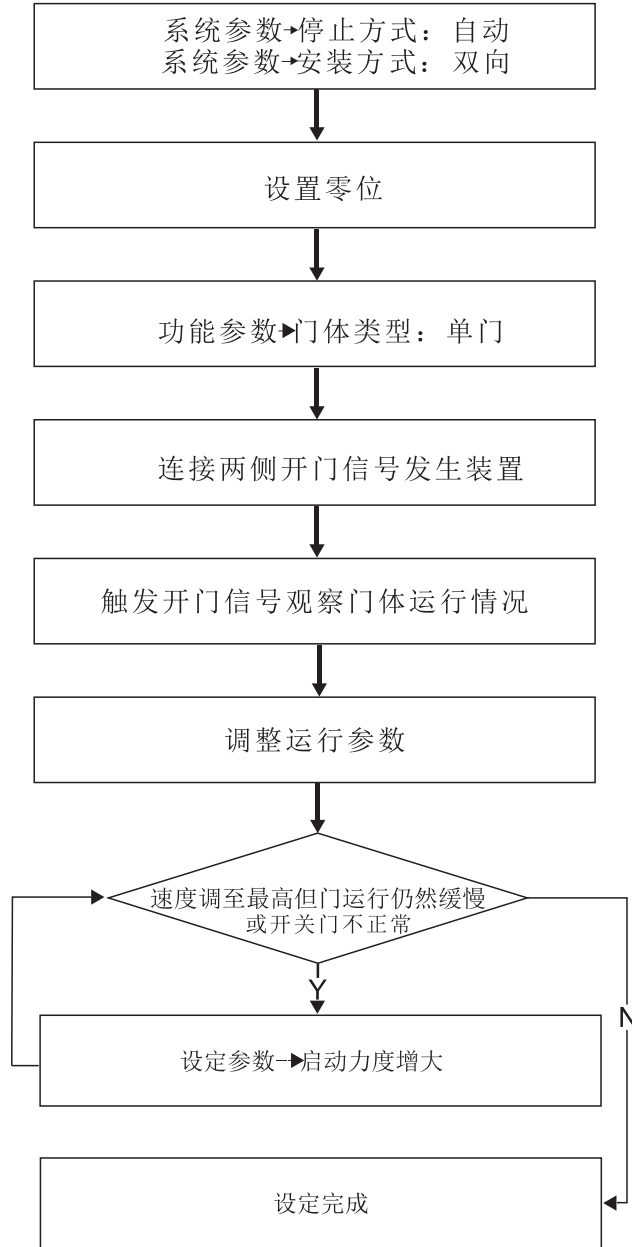 系统参数→停止方式：自动
系统参数→安装方式：双向
设置零位
功能参数→门体类型：单门
连接两侧开门信号发生装置
触发开门信号观察门体运行情况
调整运行参数
速度调至最高但门运行仍然缓慢
或开关门不正常
Y
N
设定参数→启动力度增大
设定完成